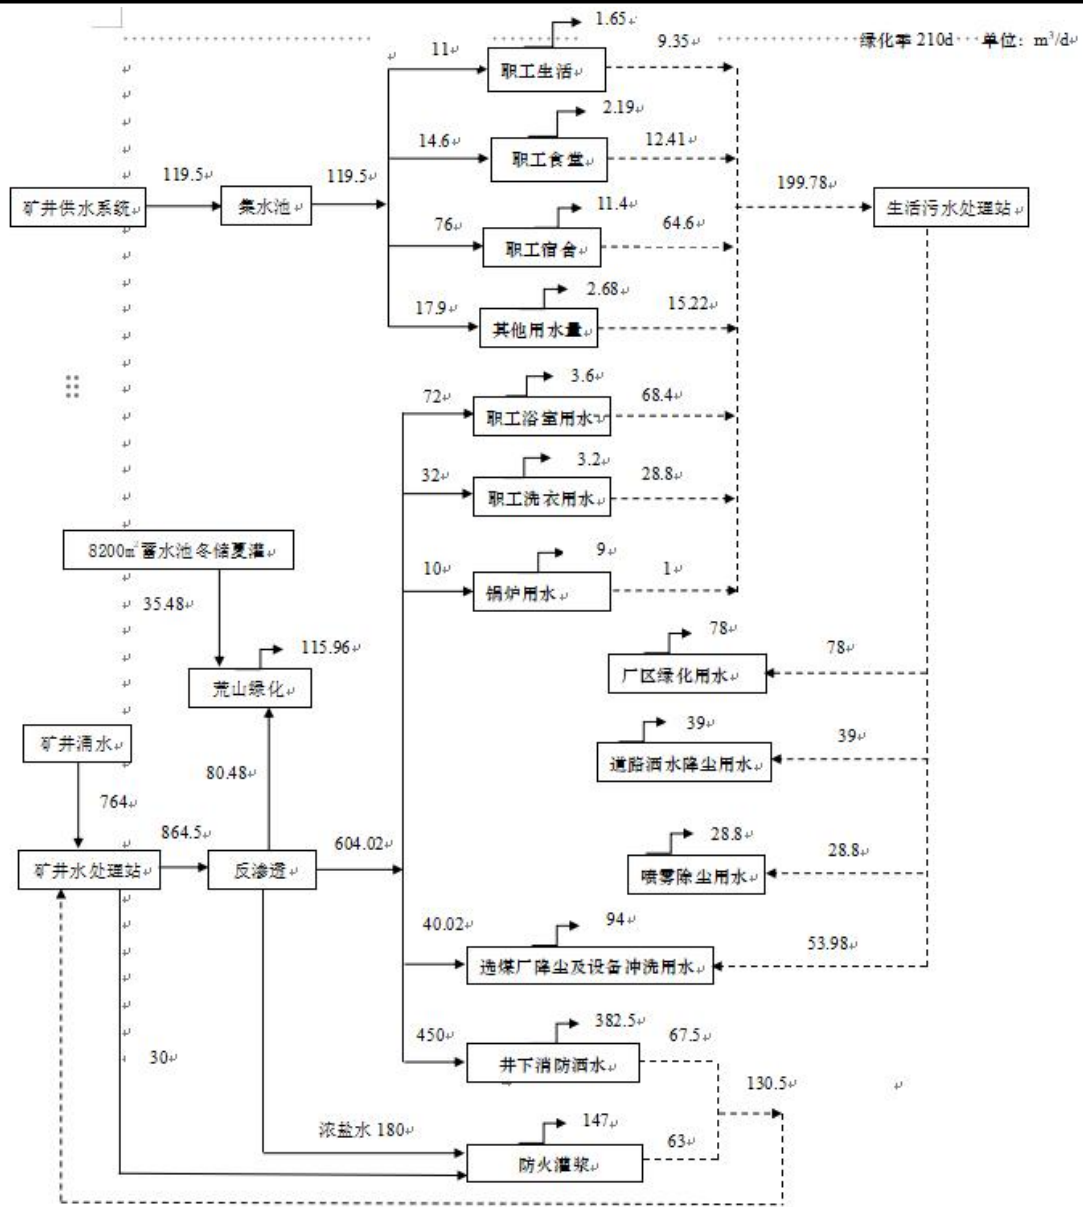 绿化季 210d 单位：m³/d
1.65
11
职工生活
9.35
2.19
14.6
职工食堂
12.41
矿井供水系统
119.5
集水池
119.5
11.4
76
职工宿舍
64.6
199.78
生活污水处理站
2.68
17.9
其他用水量
15.22
3.6
72
职工浴室用水
68.4
3.2
32
职工洗衣用水
28.8
9
10
锅炉用水
1
8200m³蓄水池冬储夏灌
35.48
115.96
荒山绿化
78
厂区绿化用水
78
矿井涌水
39
道路洒水降尘用水
39
764
80.48
矿井水处理站
864.5
反渗透
604.02
28.8
喷雾除尘用水
28.8
40.02
94
选煤厂降尘及设备冲洗用水
53.98
450
382.5
井下消防洒水
67.5
30
130.5
浓盐水 180
147
防火灌浆
63